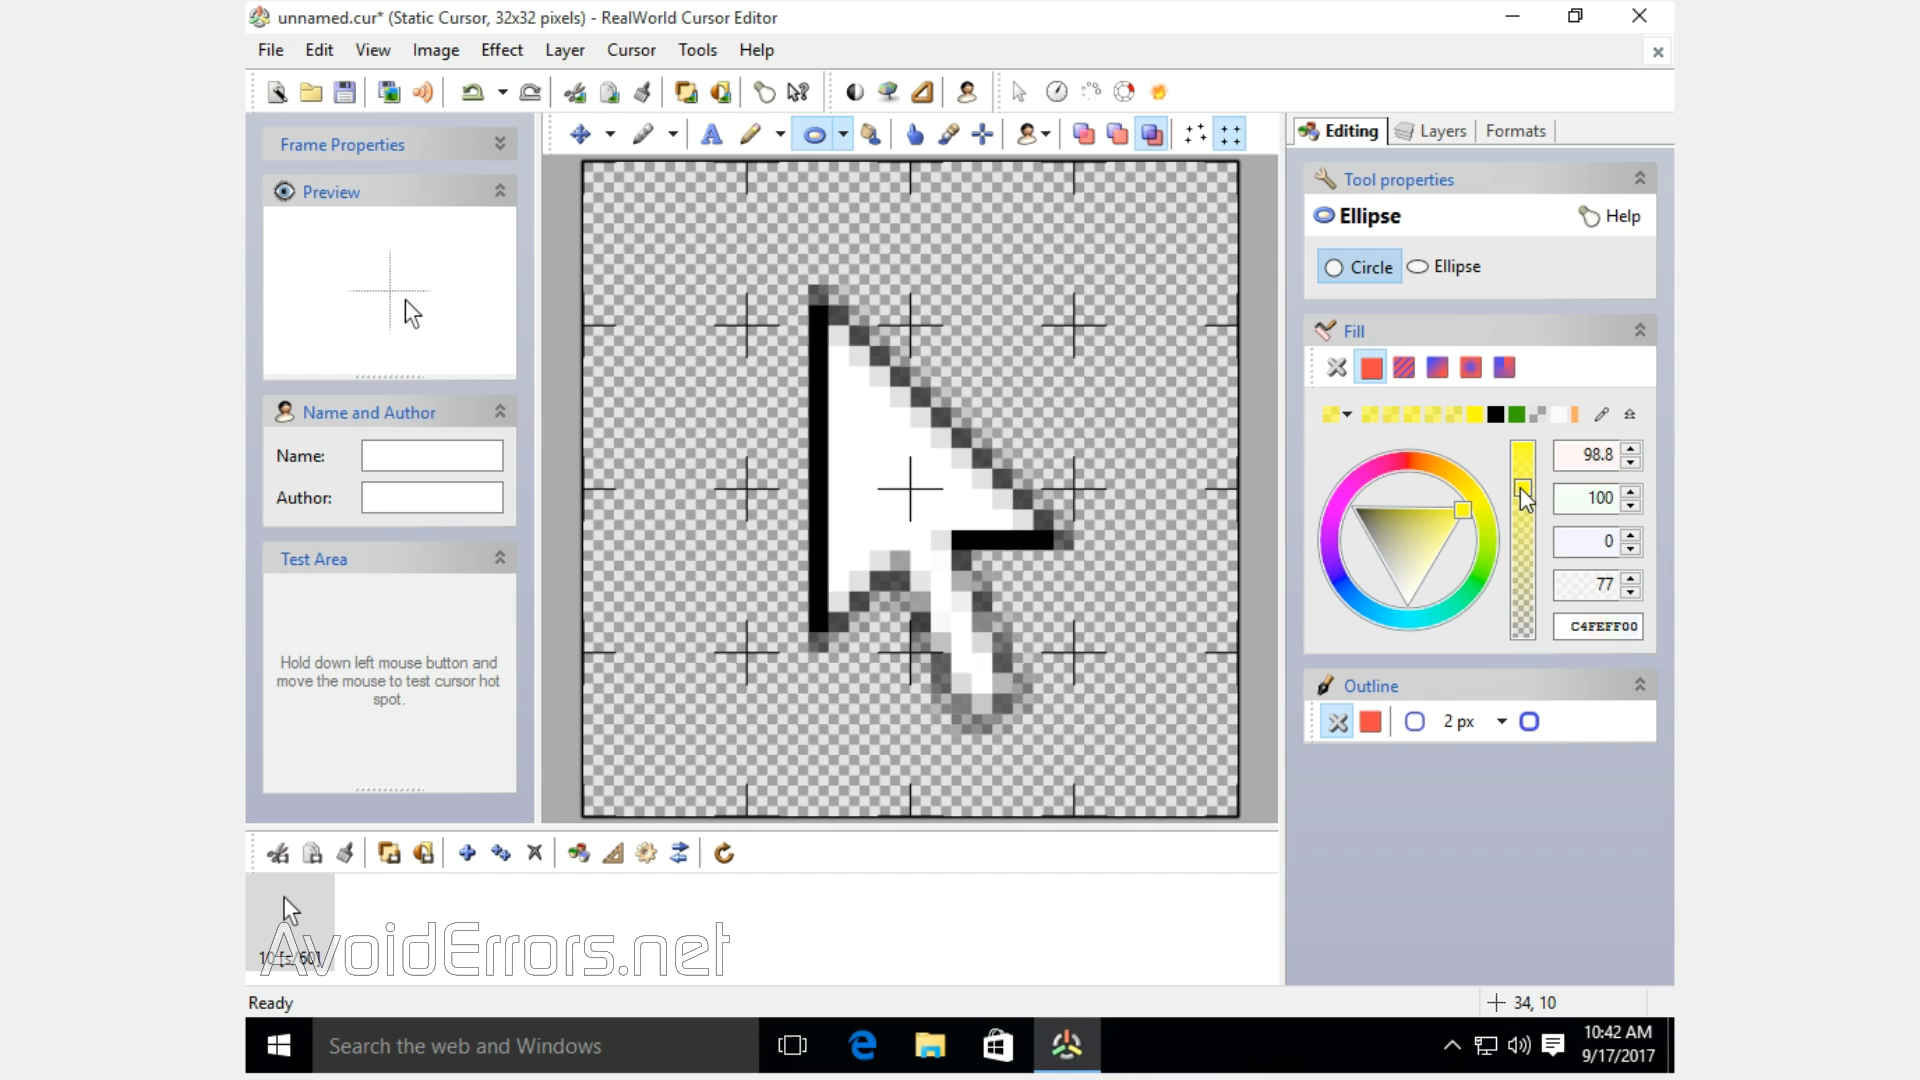 unnamed.cur* (Static Cursor, 32x32 pixels) - RealWorld Cursor Editor
File Edit View Image Effect Layer Cursor Tools Help
Frame Properties
Preview
Name and Author
Name:
Author:
Test Area
Hold down left mouse button and
move the mouse to test cursor hot
spot.
Editing Layers Formats
Tool properties
Ellipse Help
Circle Ellipse
Fill
98.8
100
0
77
C4FEFF00
Outline
2 px
10 [s/60]
AvoidErrors.net
Ready
34, 10
Search the web and Windows
10:42 AM
9/17/2017